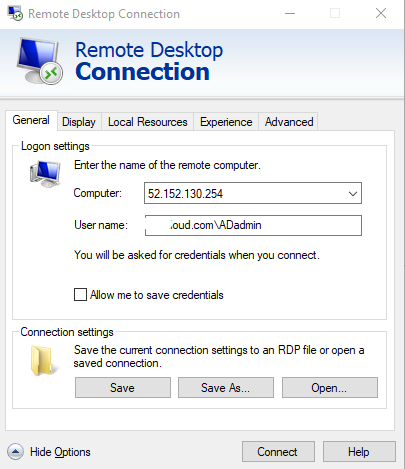 Remote Desktop Connection
Remote Desktop
Connection
General Display Local Resources Experience Advanced
Logon settings
Enter the name of the remote computer.
Computer: 52.152.130.254
User name: oud.com\ADadmin
You will be asked for credentials when you connect.
Allow me to save credentials
Connection settings
Save the current connection settings to an RDP file or open a
saved connection.
Save Save As... Open...
Hide Options Connect Help